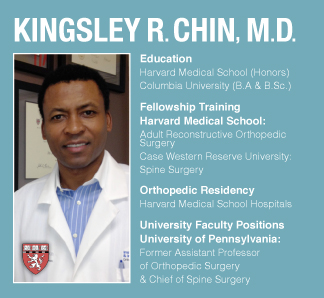 KINGSLEY R. CHIN, M.D.
Education
Harvard Medical School (Honors)
Columbia University (B.A & B.Sc.)
Fellowship Training
Harvard Medical School:
Adult Reconstructive Orthopedic
Surgery
Case Western Reserve University:
Spine Surgery
Orthopedic Residency
Harvard Medical School Hospitals
University Faculty Positions
University of Pennsylvania:
Former Assistant Professor
of Orthopedic Surgery
& Chief of Spine Surgery